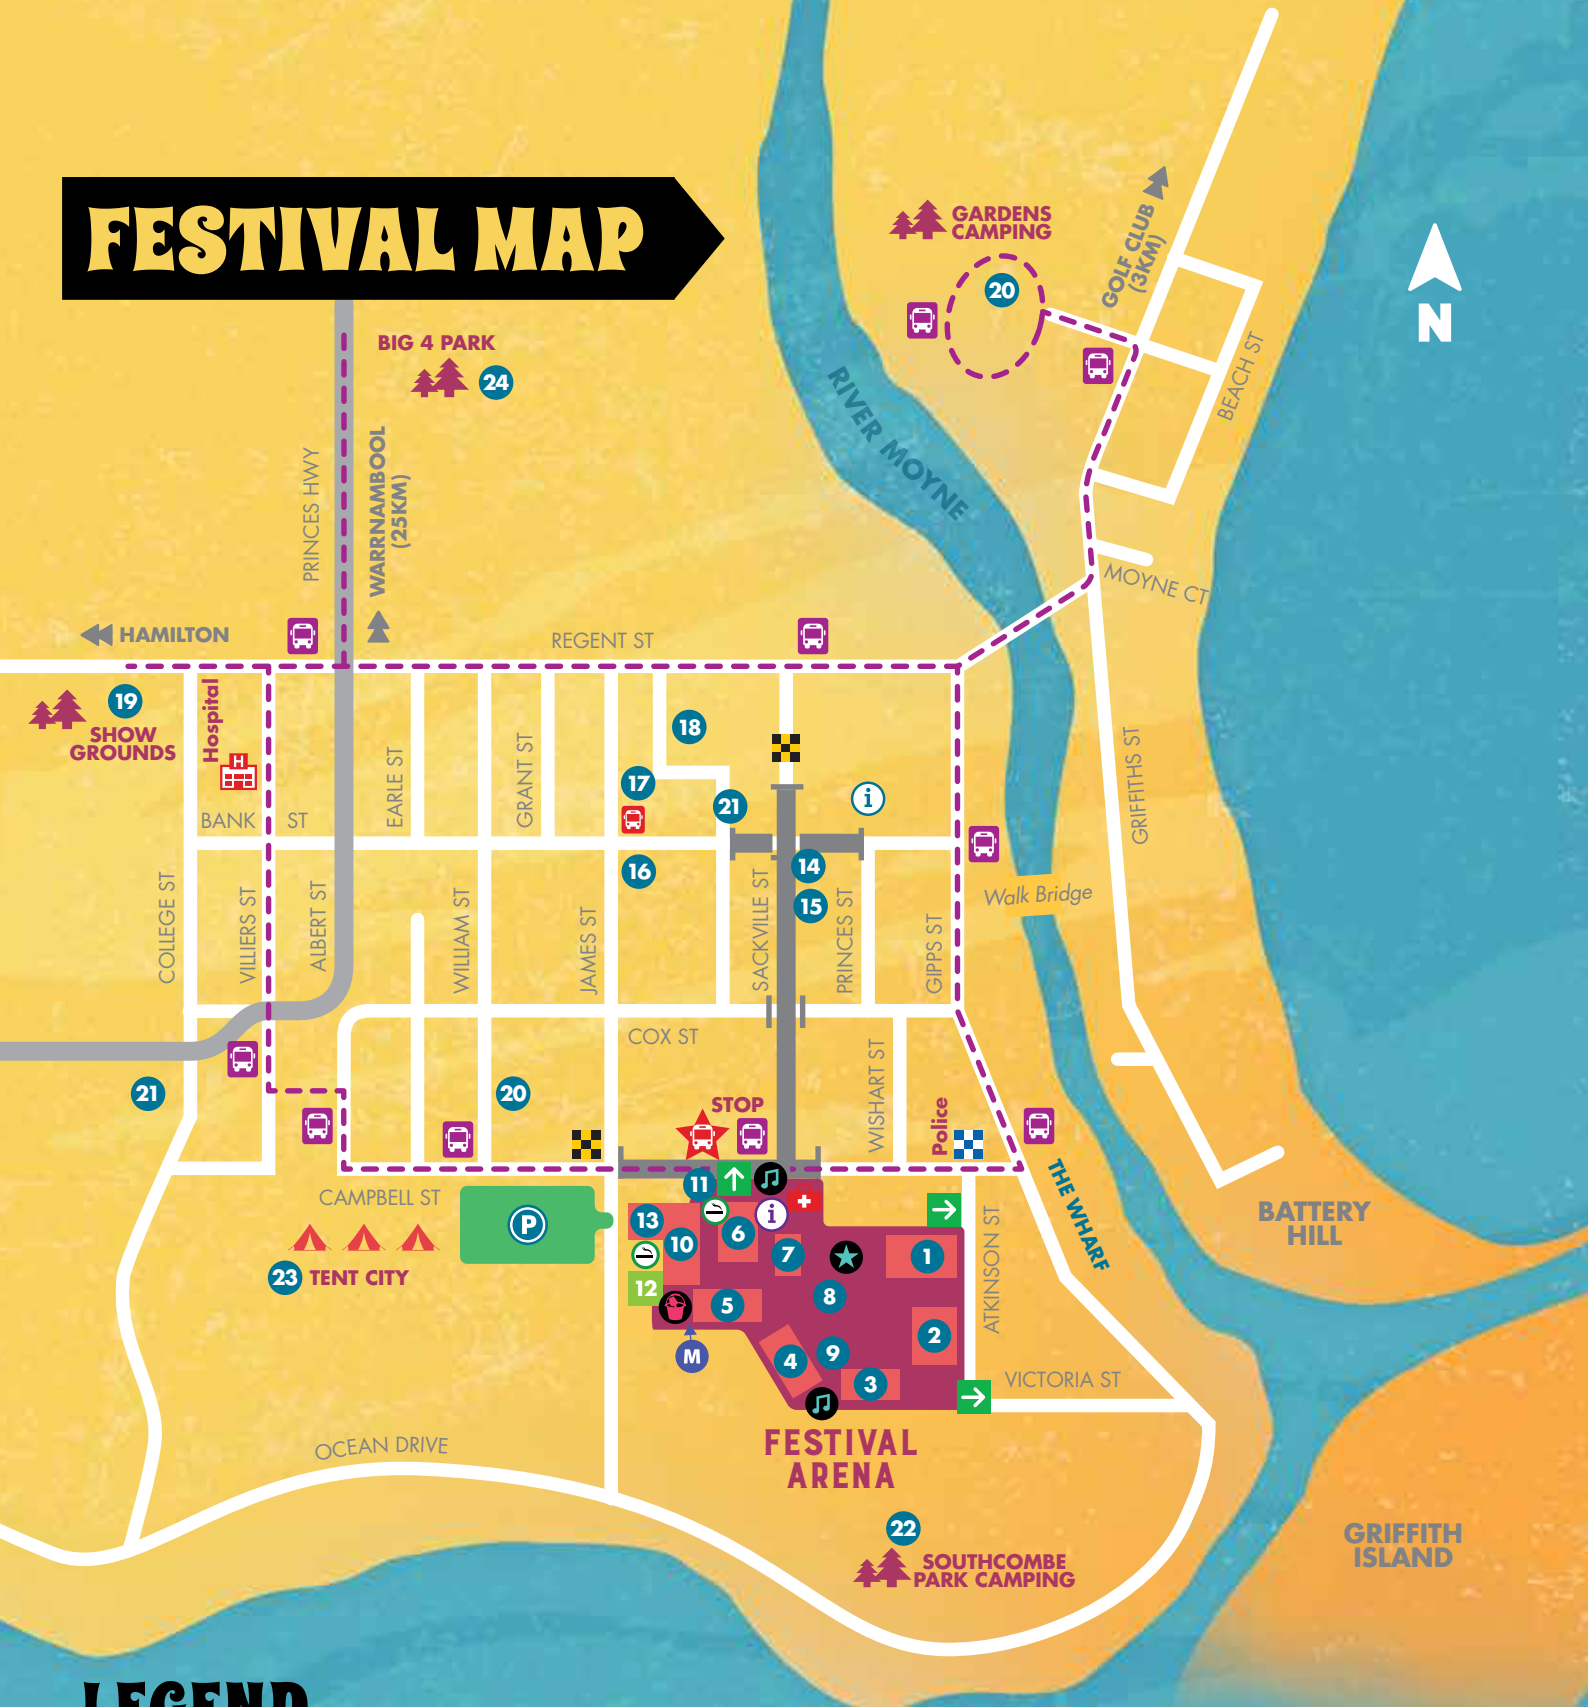 FESTIVAL MAP
GARDENS
CAMPING
20
GOLF CLUB
(3KM)
N
BIG 4 PARK
24
BEACH ST
RIVER MOYNE
PRINCES HWY
WARRNAMBOOL
(25KM)
MOYNE CT
HAMILTON
REGENT ST
19
SHOW
GROUNDS
Hospital
H
18
17
21
i
EARLE ST
GRANT ST
BANK ST
GRIFFITHS ST
16
14
15
Walk Bridge
COLLEGE ST
VILLIERS ST
ALBERT ST
WILLIAM ST
JAMES ST
SACKVILLE ST
PRINCES ST
GIPPS ST
COX ST
WISHART ST
21
20
STOP
Police
THE WHARF
11
CAMPBELL ST
P
13
10
6
i
7
1
ATKINSON ST
BATTERY
HILL
23 TENT CITY
12
5
8
2
M
4
9
3
VICTORIA ST
FESTIVAL
ARENA
OCEAN DRIVE
22
SOUTHCOMBE
PARK CAMPING
GRIFFITH
ISLAND
LEGEND